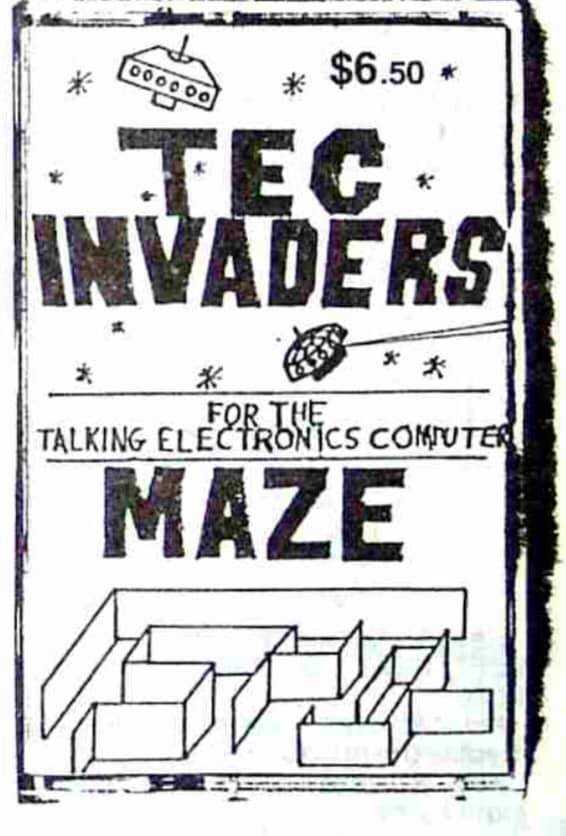 $6.50
TEC
INVADERS
FOR THE
TALKING ELECTRONICS COMPUTER
MAZE